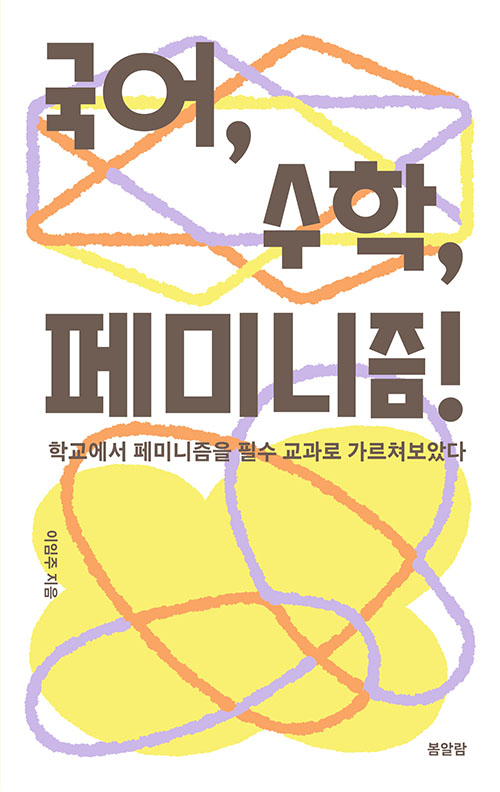 국어,
수학,
페미니즘!
학교에서 페미니즘을 필수 교과로 가르쳐보았다
이임주 지음
봄알람